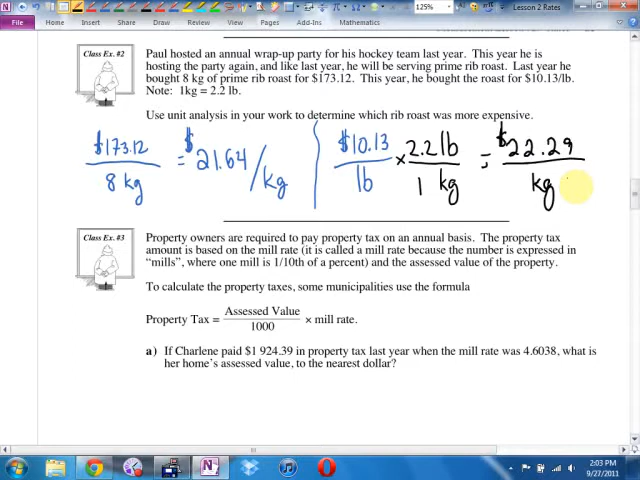 125%
Lesson 2 Rates
File
Home
Insert
Share
Draw
Review
View
Add-Ins
Mathematics
Class Ex. #2
Paul hosted an annual wrap-up party for his hockey team last year. This year he is
hosting the party again, and like last year, he will be serving prime rib roast. Last year he
bought 8 kg of prime rib roast for $173.12. This year, he bought the roast for $10.13/lb.
Note: 1kg = 2.2 lb.
Use unit analysis in your work to determine which rib roast was more expensive.
$173.12
8 kg
= $21.64/kg
$10.13
lb
× 2.2 lb
1 kg
= $22.29
kg
Class Ex. #3
Property owners are required to pay property tax on an annual basis. The property tax
amount is based on the mill rate (it is called a mill rate because the number is expressed in
“mills”, where one mill is 1/10th of a percent) and the assessed value of the property.
To calculate the property taxes, some municipalities use the formula
Property Tax = Assessed Value / 1000 × mill rate.
a) If Charlene paid $1 924.39 in property tax last year when the mill rate was 4.6038, what is
her home's assessed value, to the nearest dollar?
2:03 PM
9/27/2011